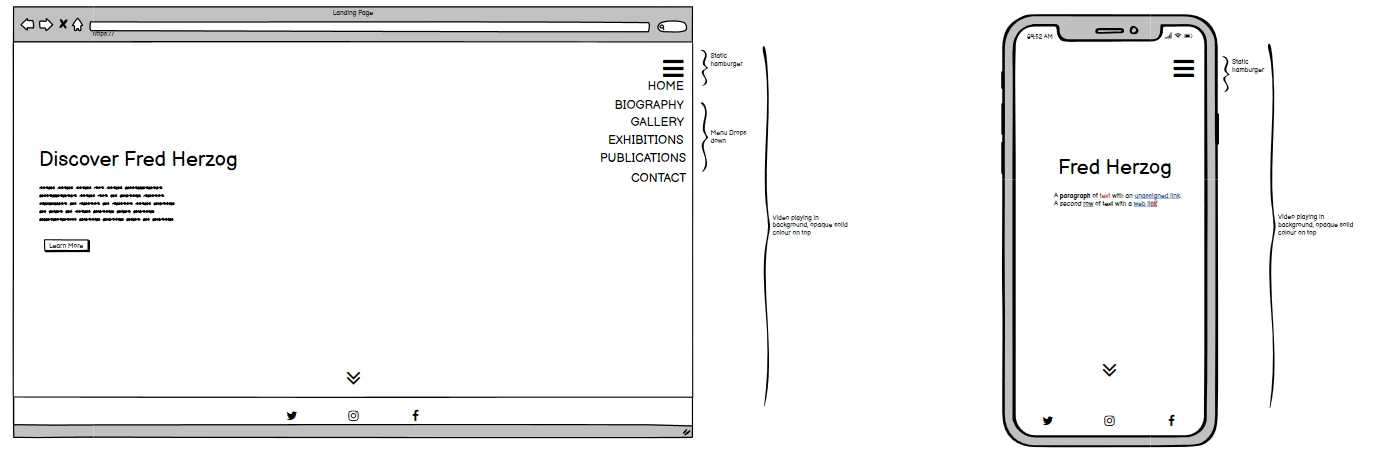 Landing Page
https://
Static
hamburger
HOME
BIOGRAPHY
GALLERY
EXHIBITIONS
PUBLICATIONS
CONTACT
Menu Drops
down
Discover Fred Herzog
Learn More
Video playing in
background, opaque solid
colour on top
09:52 AM
Static
hamburger
Fred Herzog
A paragraph of text with an unassigned link
A second row of text with a web link
Video playing in
background, opaque solid
colour on top